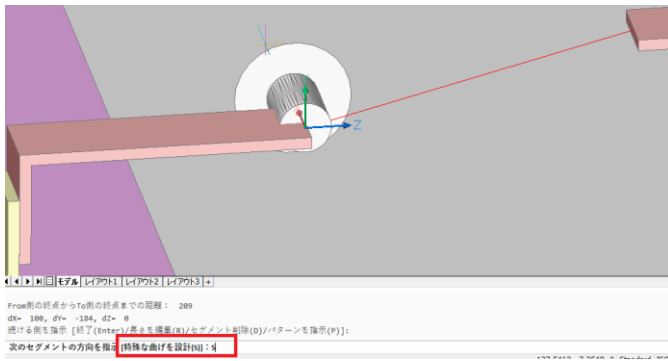 Z
モデル レイアウト1 レイアウト2 レイアウト3 +
From側の終点からTo側の終点までの距離： 209
dX= 100, dY= -184, dZ= 0
続ける側を指示 [終了(Enter)/長さを編集(R)/セグメント削除(D)/パターンを指示(P)]:
次のセグメントの方向を指示 [特殊な曲げを設計(S)]：s